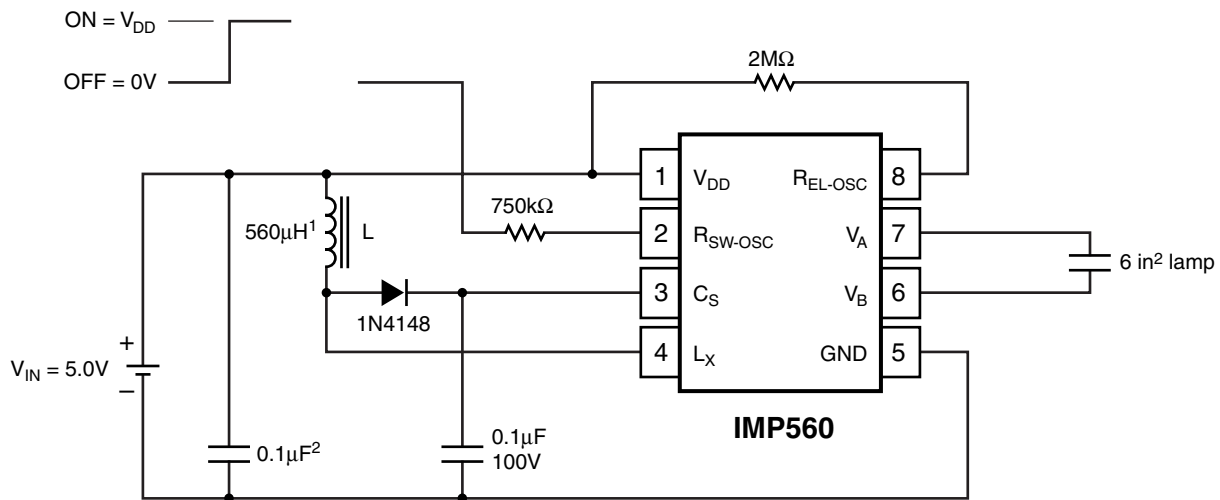 ON = V_DD
OFF = 0V
2MΩ
1 V_DD
R_EL-OSC 8
750kΩ
560μH¹ L
2 R_SW-OSC
V_A 7
6 in² lamp
3 C_S
V_B 6
1N4148
V_IN = 5.0V
+
–
4 L_X
GND 5
IMP560
0.1μF²
0.1μF
100V